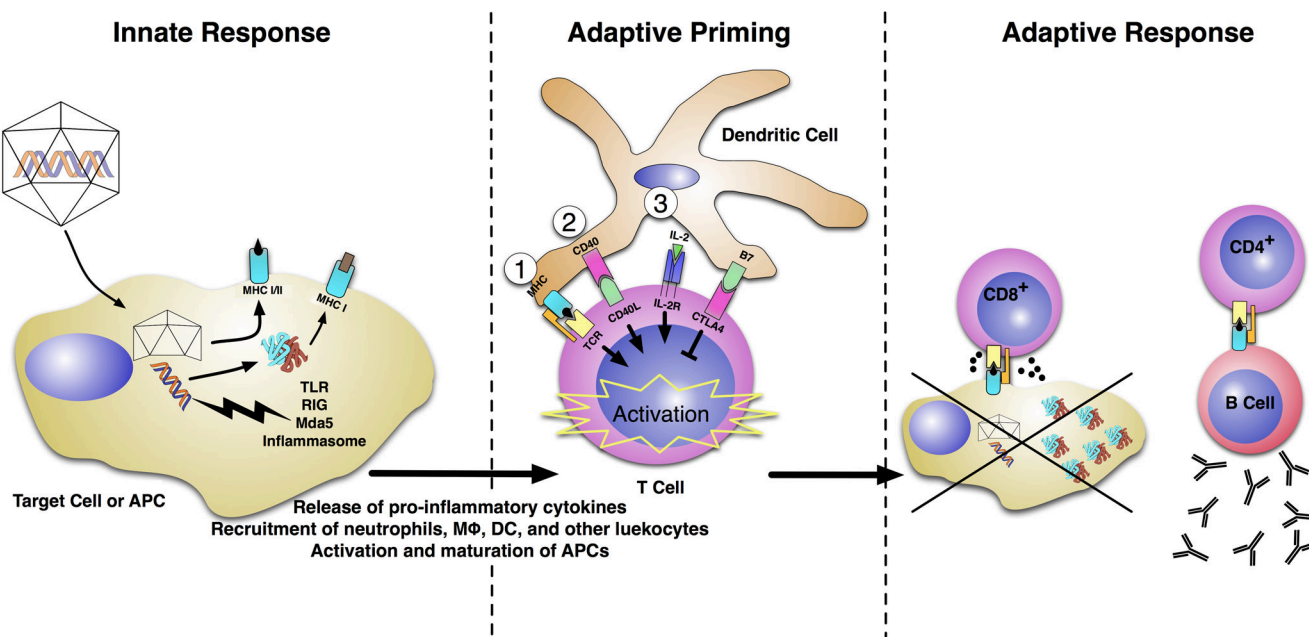 Innate Response
Adaptive Priming
Adaptive Response
Dendritic Cell
MHC I/II
MHC I
TLR
RIG
Mda5
Inflammasome
Target Cell or APC
1
2
3
MHC
CD40
IL-2
B7
TCR
CD40L
IL-2R
CTLA4
Activation
T Cell
Release of pro-inflammatory cytokines
Recruitment of neutrophils, MΦ, DC, and other luekocytes
Activation and maturation of APCs
CD8+
CD4+
B Cell